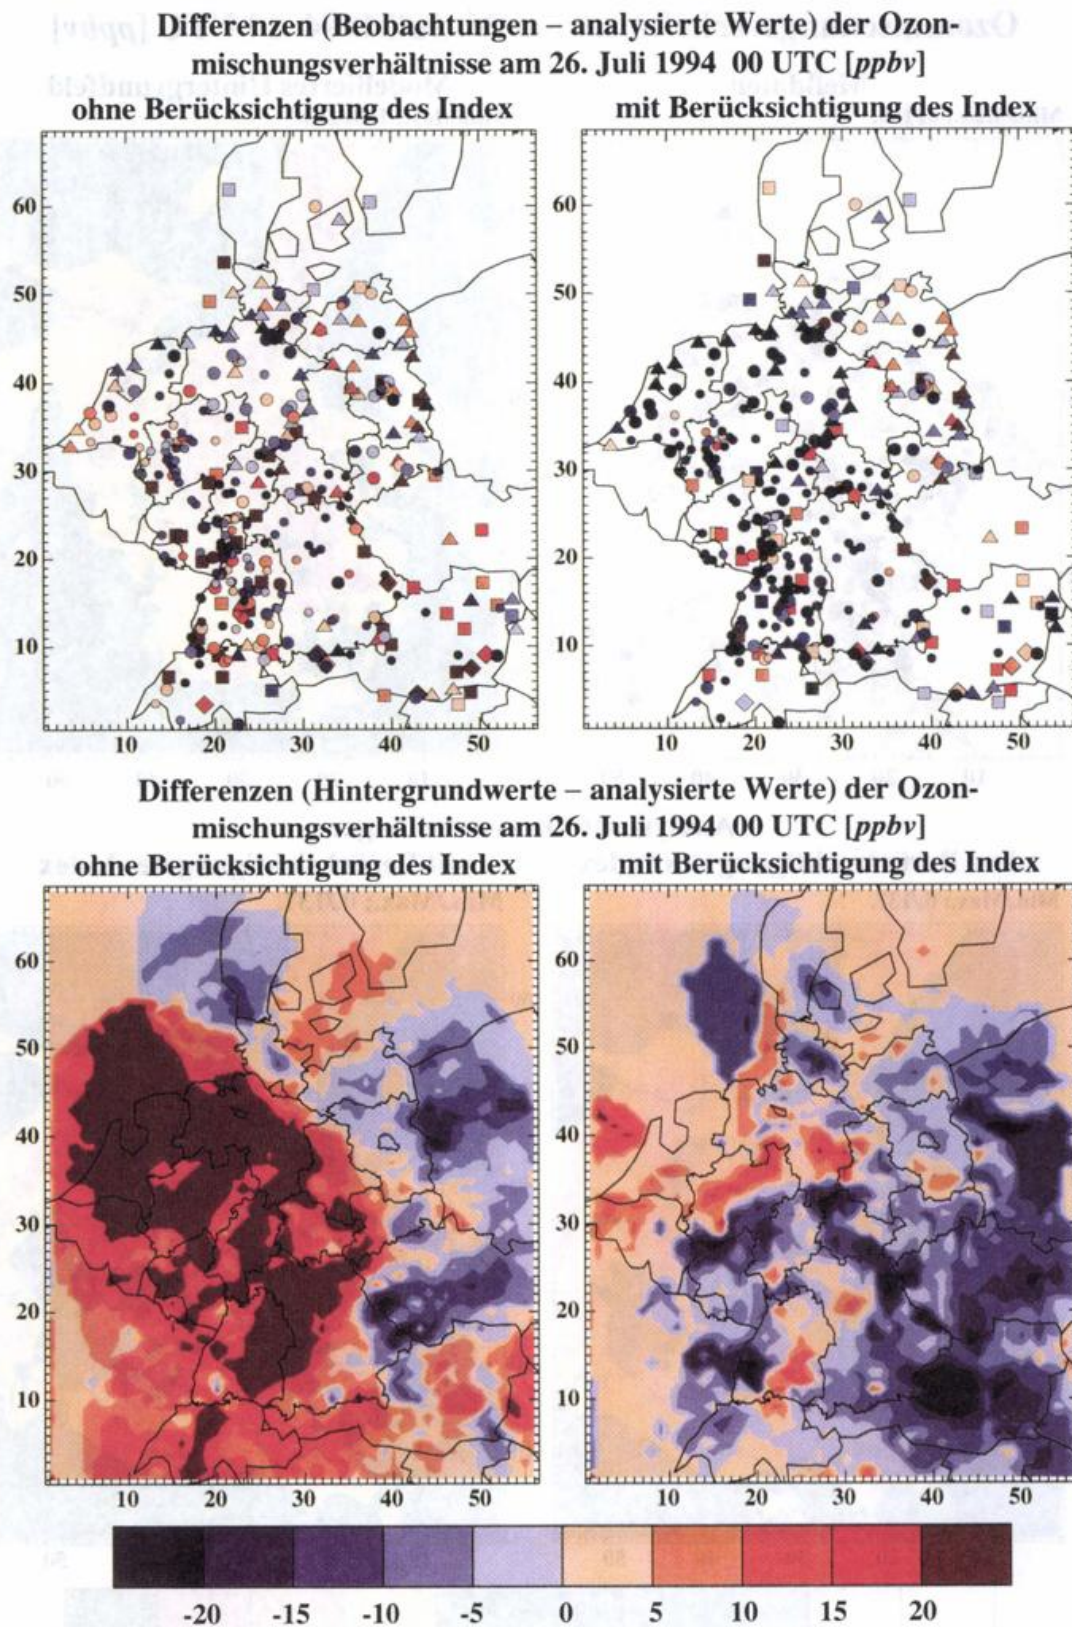 Differenzen (Beobachtungen – analysierte Werte) der Ozon-
mischungsverhältnisse am 26. Juli 1994 00 UTC [ppbv]
ohne Berücksichtigung des Index
mit Berücksichtigung des Index
60
50
40
30
20
10
10 20 30 40 50
60
50
40
30
20
10
10 20 30 40 50
Differenzen (Hintergrundwerte – analysierte Werte) der Ozon-
mischungsverhältnisse am 26. Juli 1994 00 UTC [ppbv]
ohne Berücksichtigung des Index
mit Berücksichtigung des Index
60
50
40
30
20
10
10 20 30 40 50
60
50
40
30
20
10
10 20 30 40 50
-20 -15 -10 -5 0 5 10 15 20